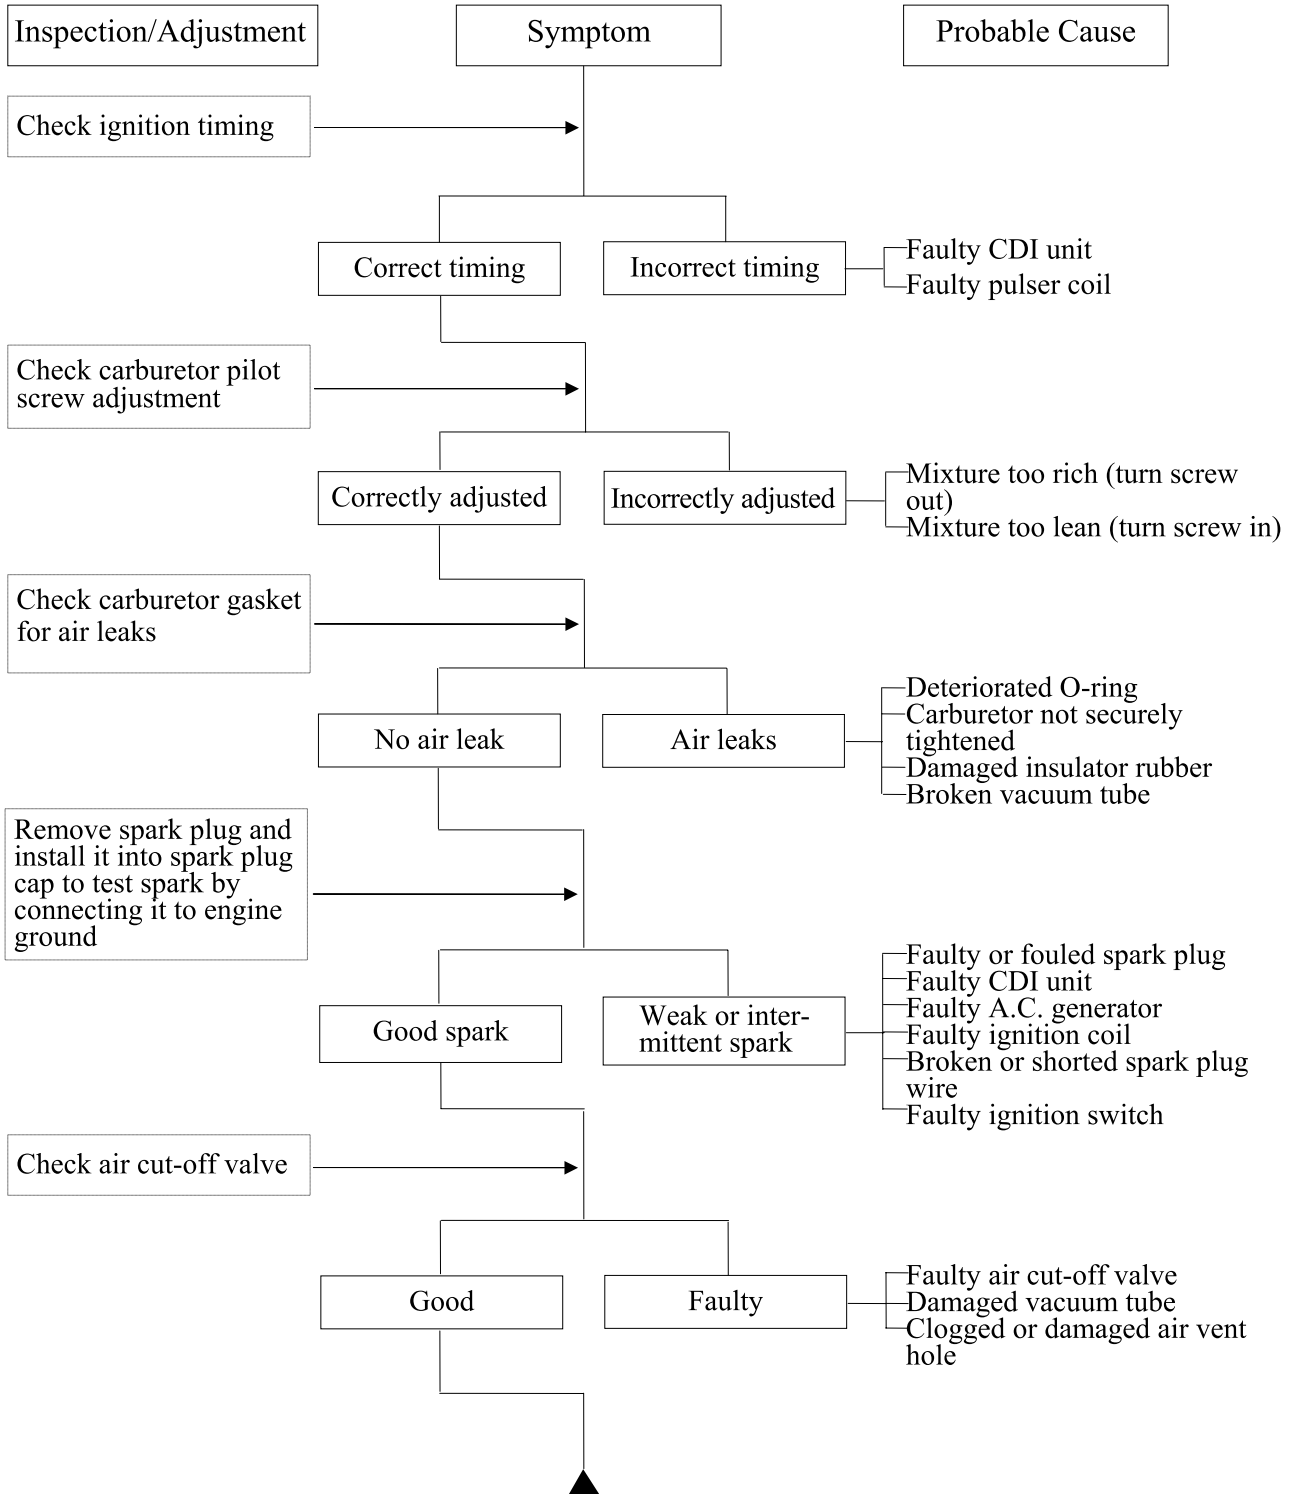 Inspection/Adjustment
Symptom
Probable Cause
Check ignition timing
Correct timing
Incorrect timing
Faulty CDI unit
Faulty pulser coil
Check carburetor pilot
screw adjustment
Correctly adjusted
Incorrectly adjusted
Mixture too rich (turn screw
out)
Mixture too lean (turn screw in)
Check carburetor gasket
for air leaks
No air leak
Air leaks
Deteriorated O-ring
Carburetor not securely
tightened
Damaged insulator rubber
Broken vacuum tube
Remove spark plug and
install it into spark plug
cap to test spark by
connecting it to engine
ground
Good spark
Weak or inter-
mittent spark
Faulty or fouled spark plug
Faulty CDI unit
Faulty A.C. generator
Faulty ignition coil
Broken or shorted spark plug
wire
Faulty ignition switch
Check air cut-off valve
Good
Faulty
Faulty air cut-off valve
Damaged vacuum tube
Clogged or damaged air vent
hole